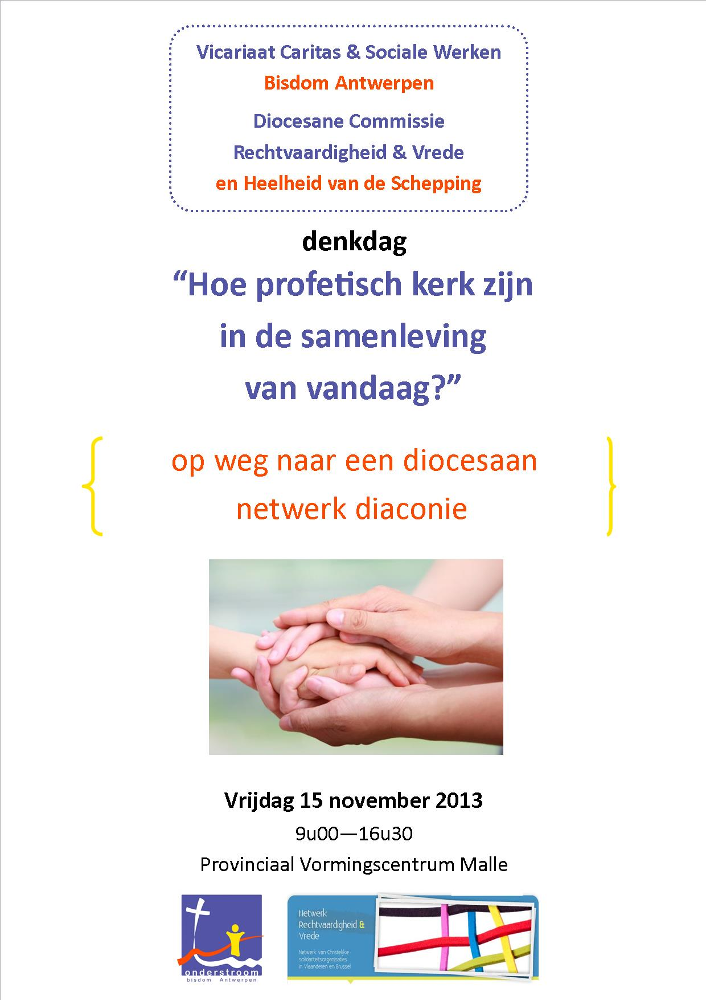 Vicariaat Caritas & Sociale Werken
Bisdom Antwerpen
Diocesane Commissie
Rechtvaardigheid & Vrede
en Heelheid van de Schepping
denkdag
“Hoe profetisch kerk zijn
in de samenleving
van vandaag?”
op weg naar een diocesaan
netwerk diaconie
Vrijdag 15 november 2013
9u00—16u30
Provinciaal Vormingscentrum Malle
onderstroom
bisdom Antwerpen
Netwerk
Rechtvaardigheid &
Vrede
Netwerk van Christelijke
solidariteitsorganisaties
in Vlaanderen en Brussel